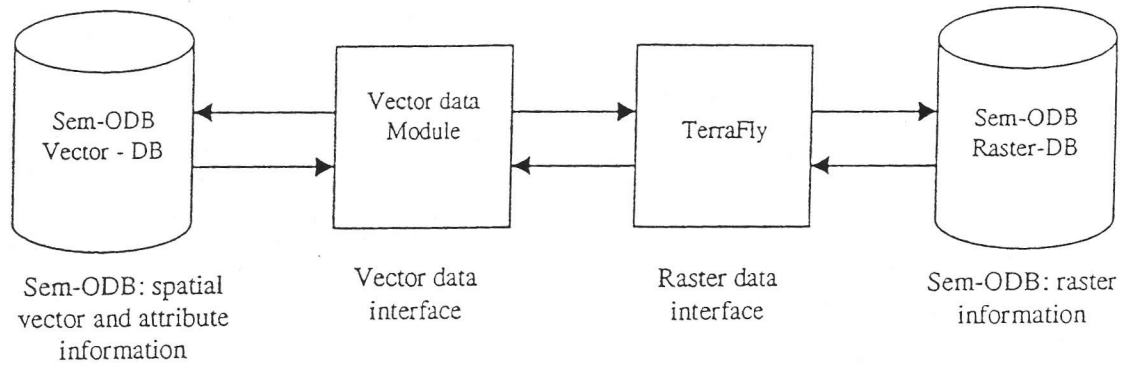 Sem-ODB
Vector - DB
Vector data
Module
TerraFly
Sem-ODB
Raster-DB
Sem-ODB: spatial
vector and attribute
information
Vector data
interface
Raster data
interface
Sem-ODB: raster
information